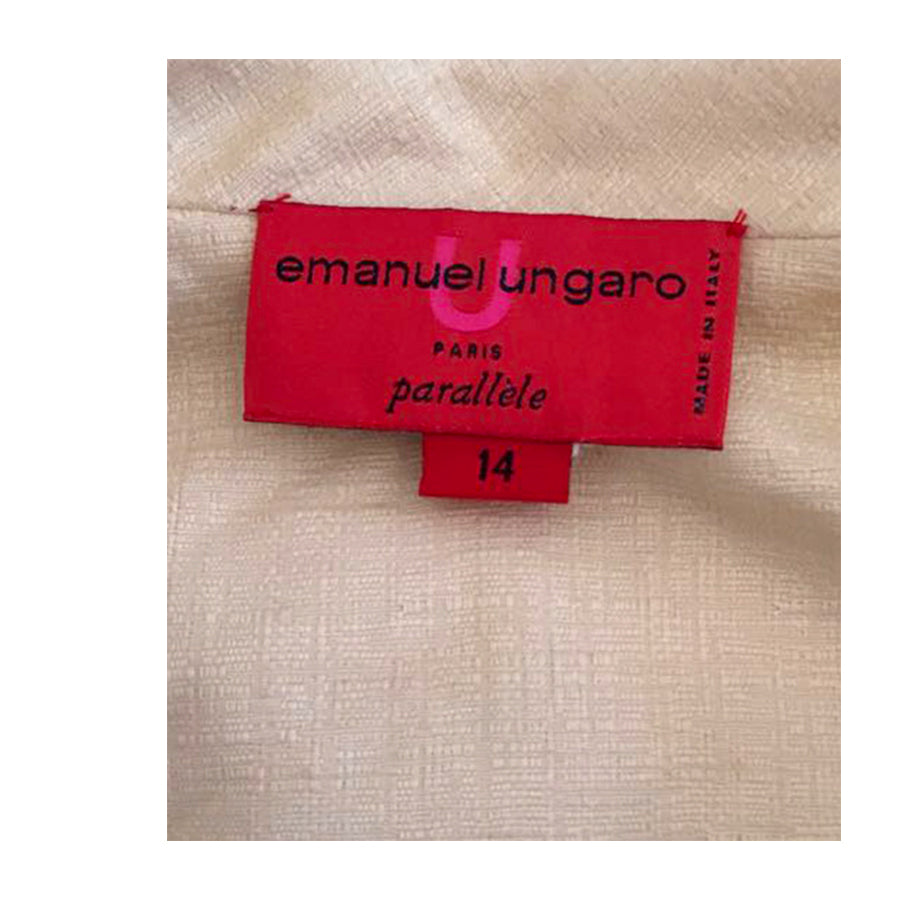 U
emanuel ungaro
PARIS
parallèle
MADE IN ITALY
14